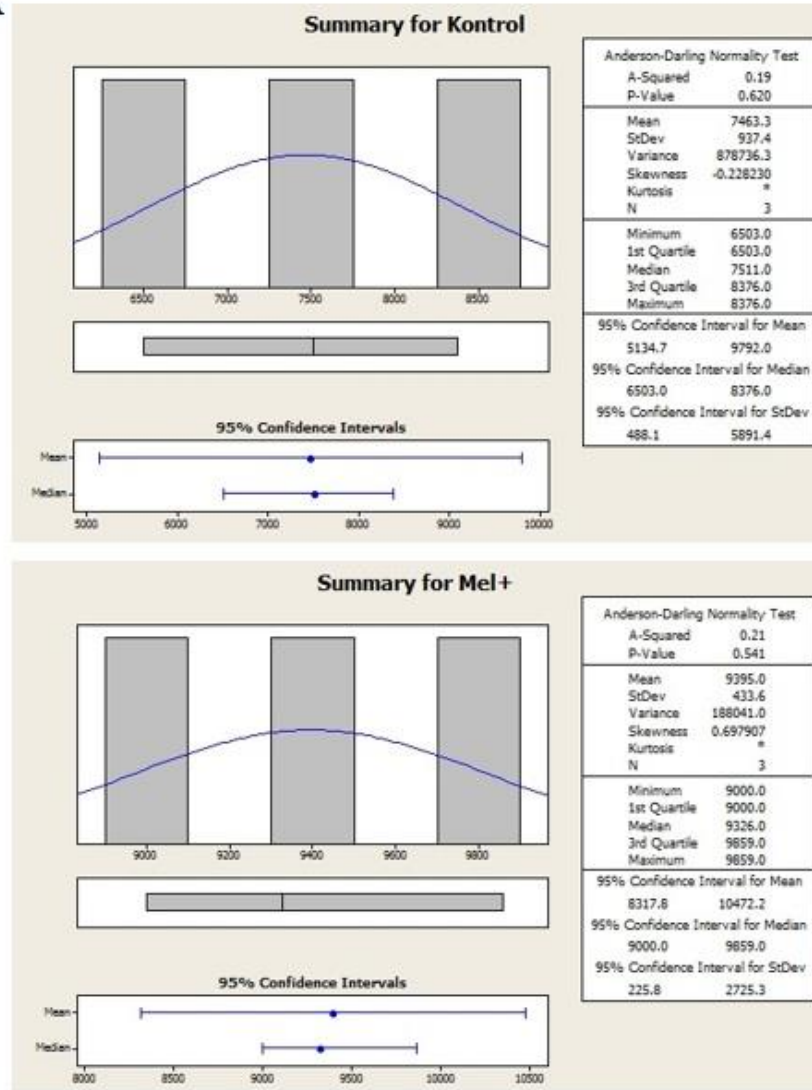 Summary for Kontrol
Anderson-Darling Normality Test
A-Squared 0.19
P-Value 0.620
Mean 7463.3
StDev 937.4
Variance 878736.3
Skewness -0.228230
Kurtosis *
N 3
Minimum 6503.0
1st Quartile 6503.0
Median 7511.0
3rd Quartile 8376.0
Maximum 8376.0
95% Confidence Interval for Mean
5134.7 9792.0
95% Confidence Interval for Median
6503.0 8376.0
95% Confidence Interval for StDev
488.1 5891.4
6500 7000 7500 8000 8500
95% Confidence Intervals
Mean
Median
5000 6000 7000 8000 9000 10000
Summary for Mel+
Anderson-Darling Normality Test
A-Squared 0.21
P-Value 0.541
Mean 9395.0
StDev 433.6
Variance 188041.0
Skewness 0.697907
Kurtosis *
N 3
Minimum 9000.0
1st Quartile 9000.0
Median 9326.0
3rd Quartile 9859.0
Maximum 9859.0
95% Confidence Interval for Mean
8317.8 10472.2
95% Confidence Interval for Median
9000.0 9859.0
95% Confidence Interval for StDev
225.8 2725.3
9000 9200 9400 9600 9800
95% Confidence Intervals
Mean
Median
8000 8500 9000 9500 10000 10500